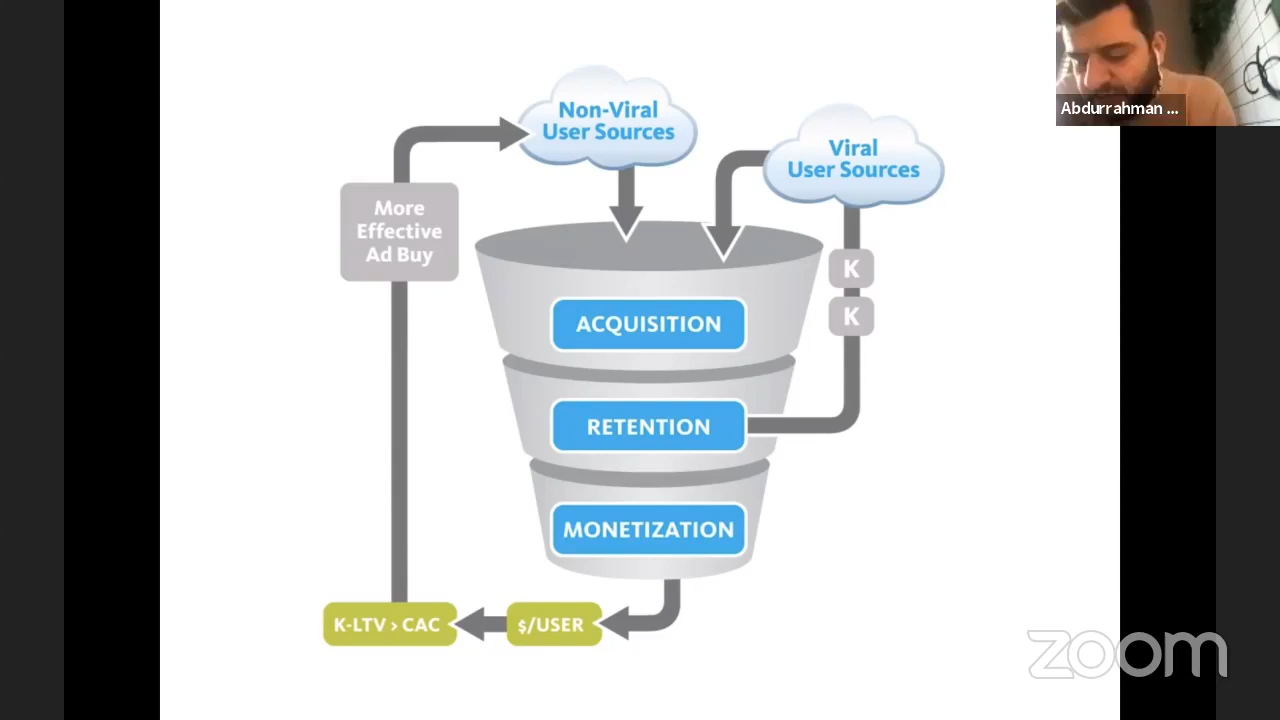 Non-Viral
User Sources
Viral
User Sources
Abdurrahman ...
More
Effective
Ad Buy
K
K
ACQUISITION
RETENTION
MONETIZATION
K-LTV › CAC
$/USER
zoom